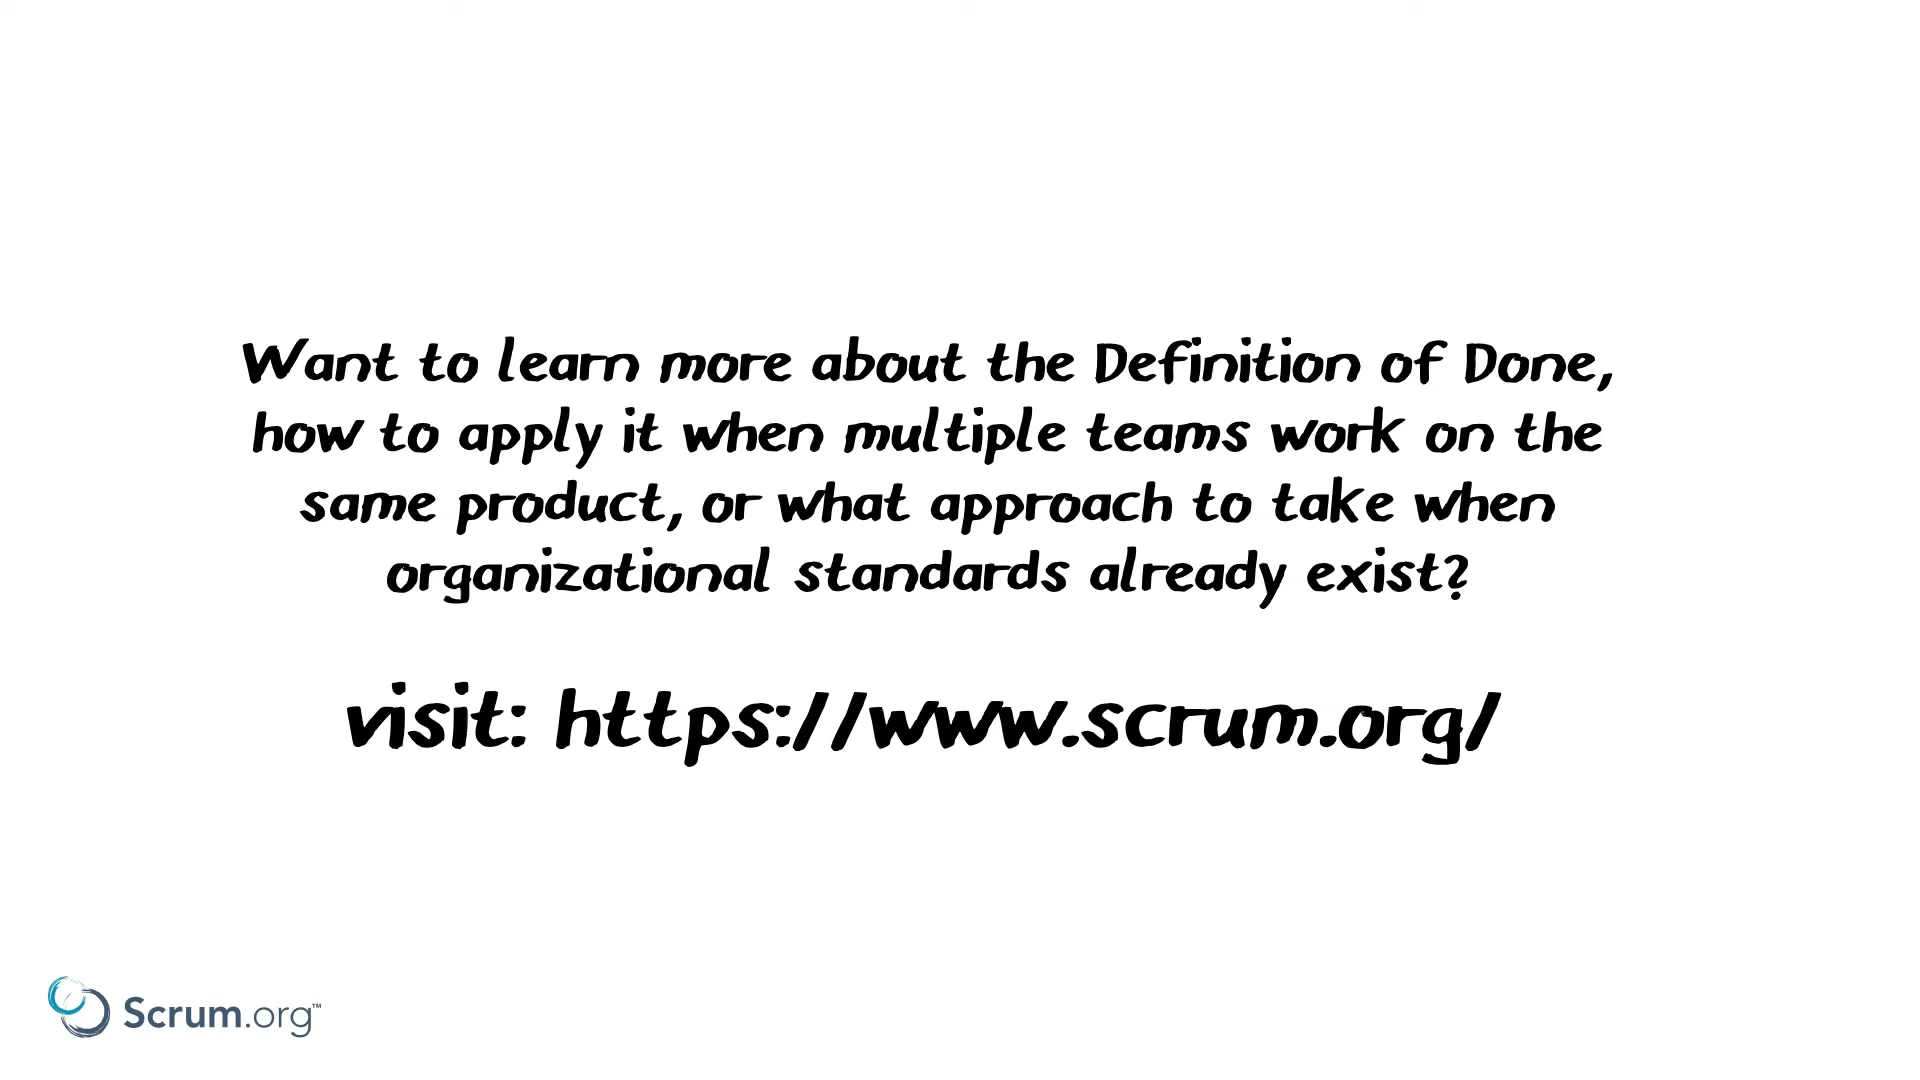 Want to learn more about the Definition of Done,
how to apply it when multiple teams work on the
same product, or what approach to take when
organizational standards already exist?
visit: https://www.scrum.org/
Scrum.org™